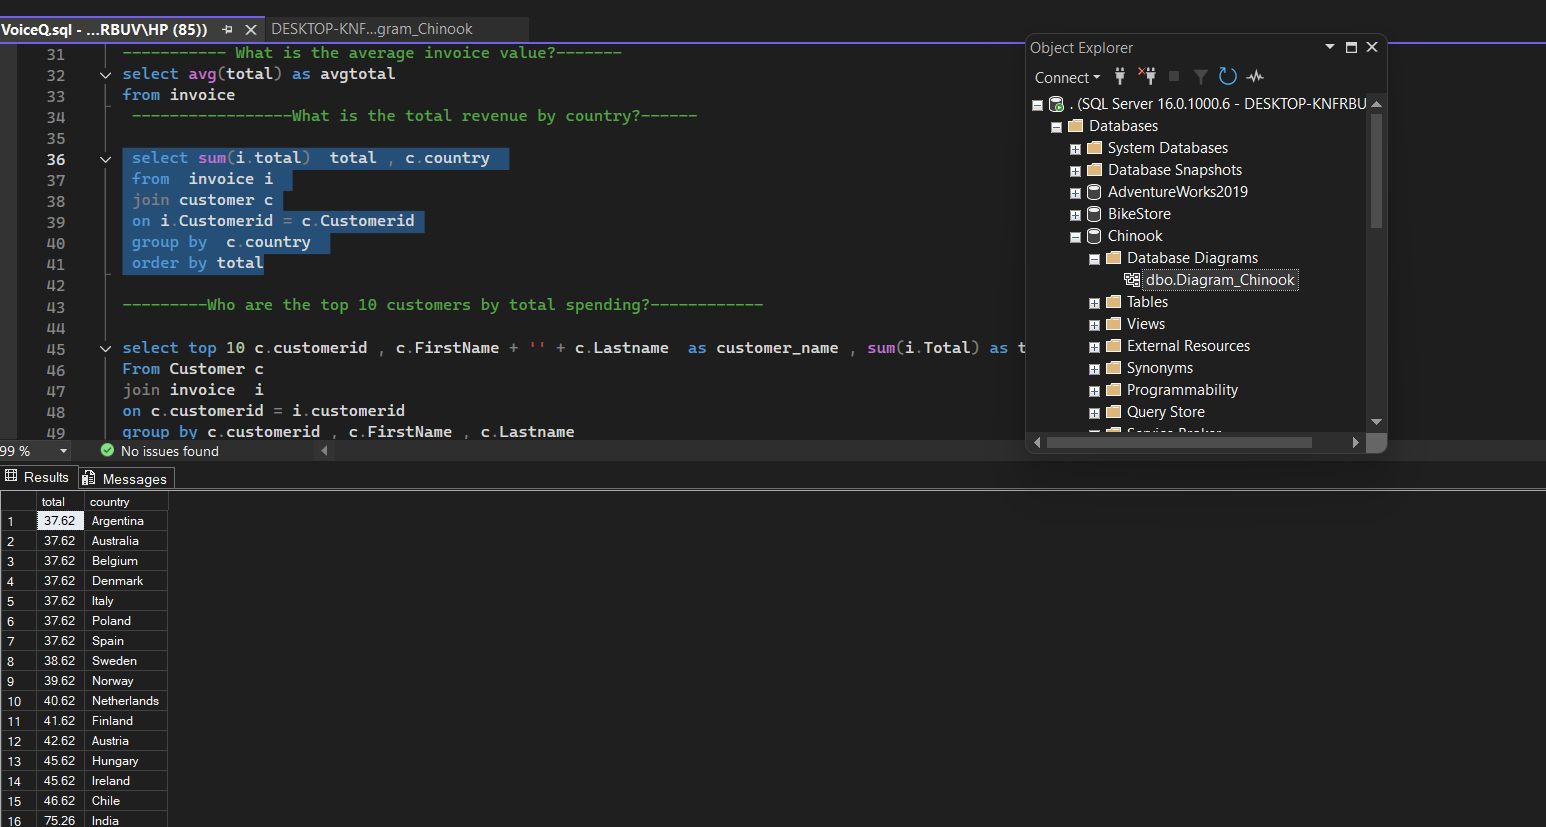 VoiceQ.sql - ...RBUV\HP (85))
DESKTOP-KNF...gram_Chinook
31 ----------- What is the average invoice value?-------
32 select avg(total) as avgtotal
33 from invoice
34 -----------------What is the total revenue by country?------
35
36 select sum(i.total)  total , c.country
37 from  invoice i
38 join customer c
39 on i.Customerid = c.Customerid
40 group by  c.country
41 order by total
42
43 ---------Who are the top 10 customers by total spending?------------
44
45 select top 10 c.customerid , c.FirstName + '' + c.Lastname  as customer_name , sum(i.Total) as t
46 From Customer c
47 join invoice  i
48 on c.customerid = i.customerid
49 group by c.customerid , c.FirstName , c.Lastname
99 %
No issues found
Object Explorer
Connect
. (SQL Server 16.0.1000.6 - DESKTOP-KNFRBU
Databases
System Databases
Database Snapshots
AdventureWorks2019
BikeStore
Chinook
Database Diagrams
dbo.Diagram_Chinook
Tables
Views
External Resources
Synonyms
Programmability
Query Store
Service Broker
Results
Messages
total country
1 37.62 Argentina
2 37.62 Australia
3 37.62 Belgium
4 37.62 Denmark
5 37.62 Italy
6 37.62 Poland
7 37.62 Spain
8 38.62 Sweden
9 39.62 Norway
10 40.62 Netherlands
11 41.62 Finland
12 42.62 Austria
13 45.62 Hungary
14 45.62 Ireland
15 46.62 Chile
16 75.26 India